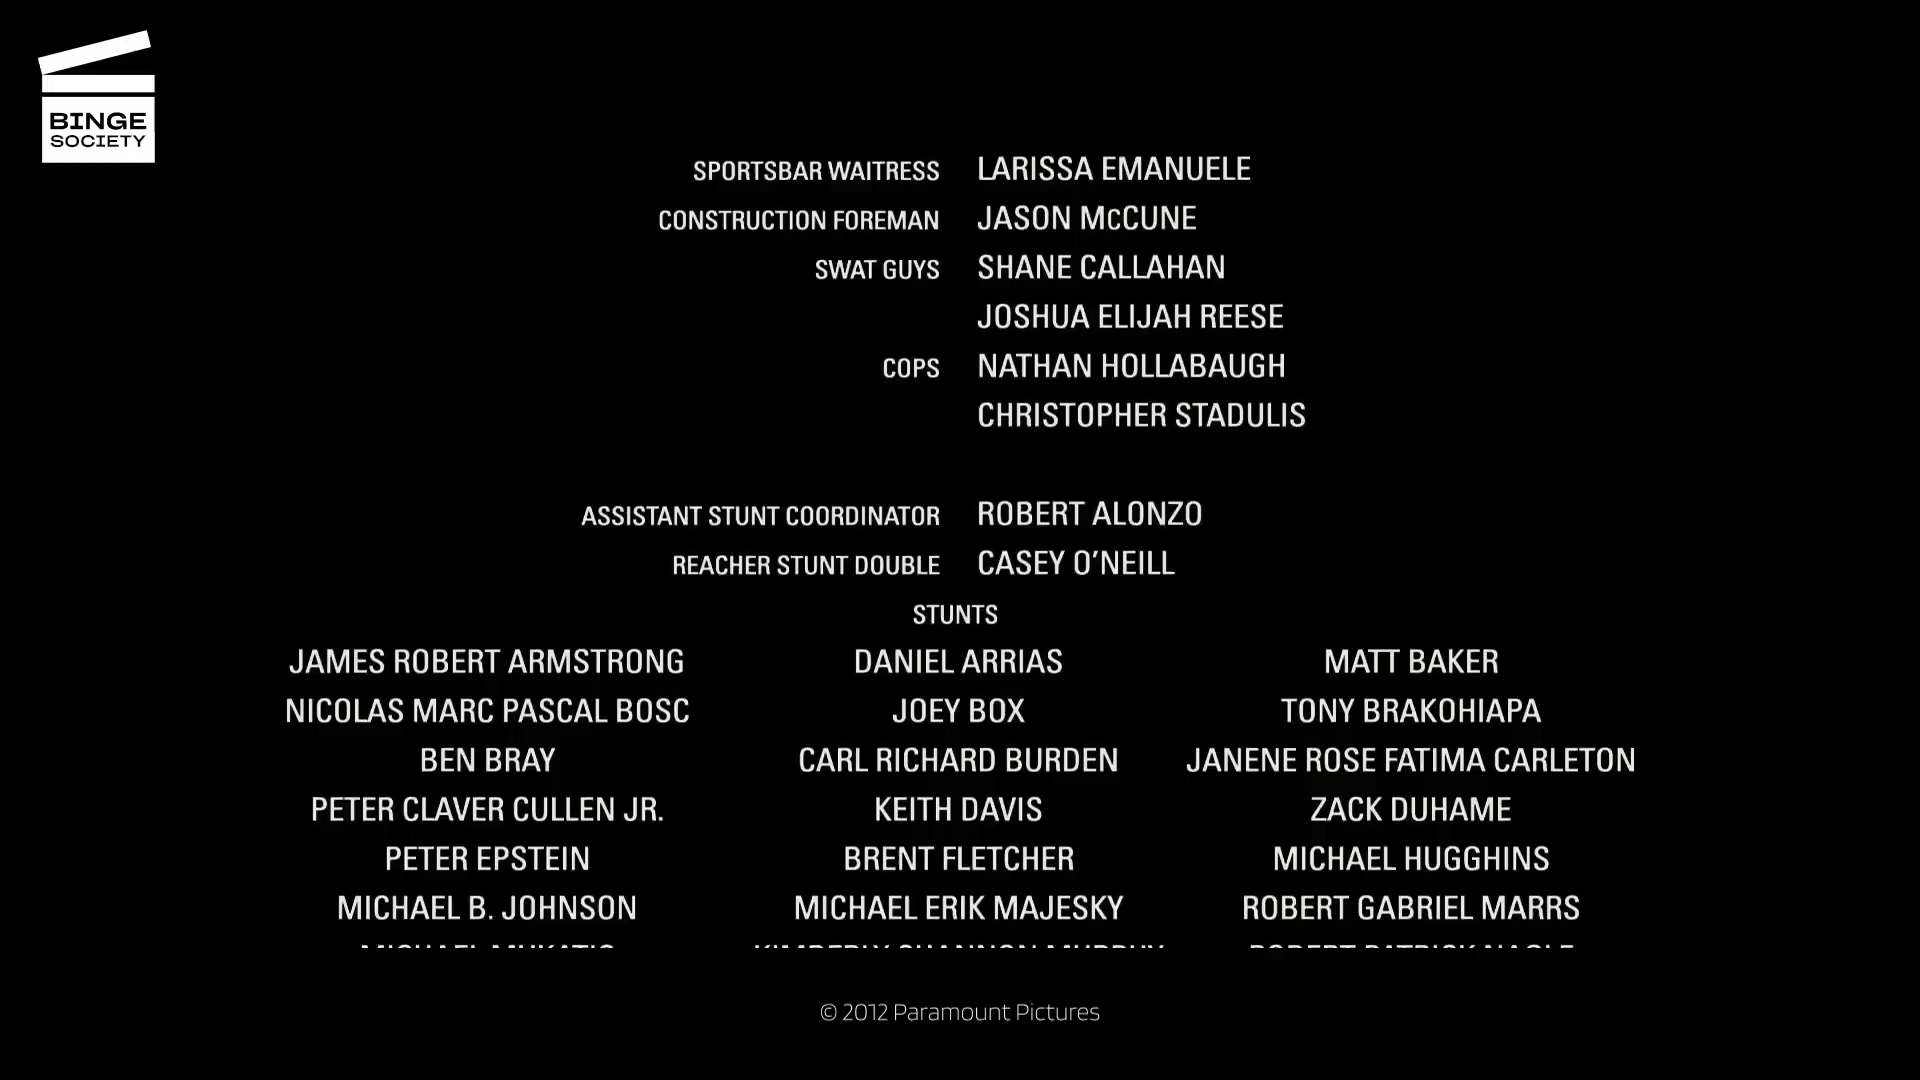 BINGE
SOCIETY
SPORTSBAR WAITRESS LARISSA EMANUELE
CONSTRUCTION FOREMAN JASON McCUNE
SWAT GUYS SHANE CALLAHAN
JOSHUA ELIJAH REESE
COPS NATHAN HOLLABAUGH
CHRISTOPHER STADULIS
ASSISTANT STUNT COORDINATOR ROBERT ALONZO
REACHER STUNT DOUBLE CASEY O'NEILL
STUNTS
JAMES ROBERT ARMSTRONG DANIEL ARRIAS MATT BAKER
NICOLAS MARC PASCAL BOSC JOEY BOX TONY BRAKOHIAPA
BEN BRAY CARL RICHARD BURDEN JANENE ROSE FATIMA CARLETON
PETER CLAVER CULLEN JR. KEITH DAVIS ZACK DUHAME
PETER EPSTEIN BRENT FLETCHER MICHAEL HUGGHINS
MICHAEL B. JOHNSON MICHAEL ERIK MAJESKY ROBERT GABRIEL MARRS
© 2012 Paramount Pictures